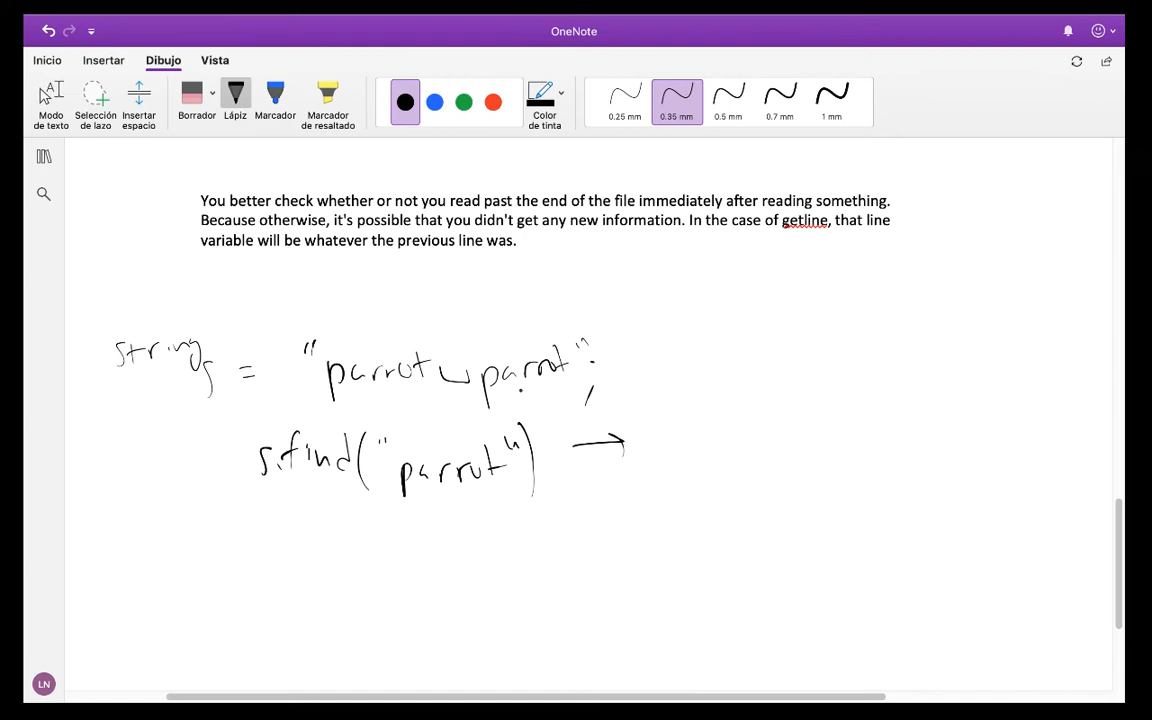 OneNote
Inicio Insertar Dibujo Vista
Modo de texto Selección de lazo Insertar espacio Borrador Lápiz Marcador Marcador de resaltado Color de tinta 0.25 mm 0.35 mm 0.5 mm 0.7 mm 1 mm
You better check whether or not you read past the end of the file immediately after reading something.
Because otherwise, it's possible that you didn't get any new information. In the case of getline, that line
variable will be whatever the previous line was.
string s = "parrot␣parrot";
s.find("parrot") →
LN